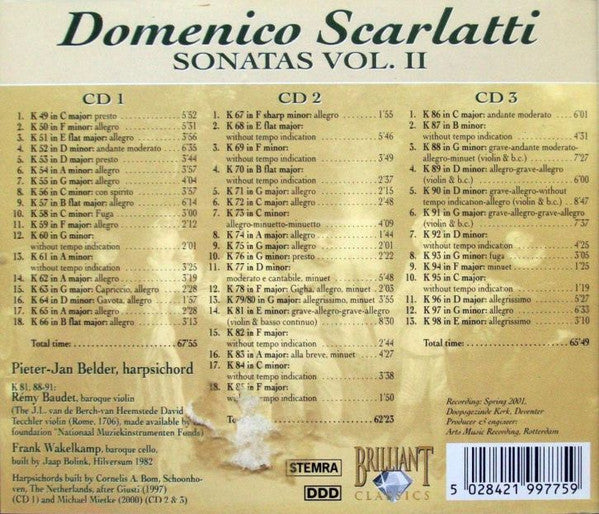 Domenico Scarlatti
SONATAS VOL. II
CD 1
1. K 49 in C major: presto 5'52
2. K 50 in F minor: allegro 5'31
3. K 51 in E flat major: allegro 3'56
4. K 52 in D minor: andante moderato 6'35
5. K 53 in D major: presto 3'44
6. K 54 in A minor: allegro 3'57
7. K 55 in G major: allegro 4'04
8. K 56 in C minor: con spirito 3'57
9. K 57 in B flat major: allegro 5'13
10. K 58 in C minor: Fuga 3'00
11. K 59 in F major: allegro 2'12
12. K 60 in G minor:
without tempo indication 2'02
13. K 61 in A minor:
without tempo indication 3'25
14. K 62 in A major: allegro 3'19
15. K 63 in G major: Capriccio, allegro 2'28
16. K 64 in D minor: Gavota, allegro 1'57
17. K 65 in A major: allegro 2'28
18. K 66 in B flat major: allegro 3'13
Total time: 67'55
Pieter-Jan Belder, harpsichord
K 81, 88-91:
Rémy Baudet, baroque violin
(The J.L. van de Berch-van Heemstede David
Tecchler violin (Rome, 1706), made available by
foundation Nationaal Muziekinstrumenten Fonds)
Frank Wakelkamp, baroque cello,
built by Jaap Bolink, Hilversum 1982
Harpsichords built by Cornelis A. Bom, Schoonho-
ven, The Netherlands, after Giusti (1997)
(CD 1) and Michael Mietke (2000) (CD 2 & 3)
CD 2
1. K 67 in F sharp minor: allegro 1'55
2. K 68 in E flat major:
without tempo indication 5'46
3. K 69 in F minor:
without tempo indication 3'49
4. K 70 in B flat major:
without tempo indication 2'37
5. K 71 in G major: allegro 2'15
6. K 72 in C major: allegro 3'48
7. K 73 in C minor:
allegro-minuetto-minuetto 4'09
8. K 74 in A major: allegro 1'44
9. K 75 in G major: allegro 2'01
10. K 76 in G minor: presto 2'51
11. K 77 in D minor:
moderato e cantabile, minuet 5'48
12. K 78 in F major: Gigha, allegro, minuet 2'03
13. K 79/80 in G major: allegrissimo, minuet 3'55
14. K 81 in E minor: grave-allegro-grave-allegro
(violin & basso continuo) 8'30
15. K 82 in F major:
without tempo indication 2'27
16. K 83 in A major: alla breve, minuet 4'27
17. K 84 in C minor:
without tempo indication
18. K 85 in F major:
indication 1'50
62'23
CD 3
1. K 86 in C major: andante moderato 6'01
2. K 87 in B minor:
without tempo indication 4'31
3. K 88 in G minor: grave-andante moderato-
allegro-minuet (violin & b.c.) 7'27
4. K 89 in D minor: allegro-grave-allegro
(violin & b.c.) 6'00
5. K 90 in D minor: grave-allegro-without
tempo indication-allegro (violin & b.c.) 8'47
6. K 91 in G major: grave-allegro-grave-allegro
(violin & b.c.) 5'21
7. K 92 in D minor:
without tempo indication 4'25
8. K 93 in G minor: fuga 3'05
9. K 94 in F major: minuet 1'25
10. K 95 in C major:
without tempo indication 1'19
11. K 96 in D major: allegrissimo 5'27
12. K 97 in G minor: allegro 6'33
13. K 98 in E minor: allegrissimo 3'15
Total time: 65'49
Recording: Spring 2001,
Doopsgezinde Kerk, Deventer
Producer & engineer:
Arts Music Recording, Rotterdam
STEMRA
DDD
BRILLIANT
CLASSICS
5 028421 997759